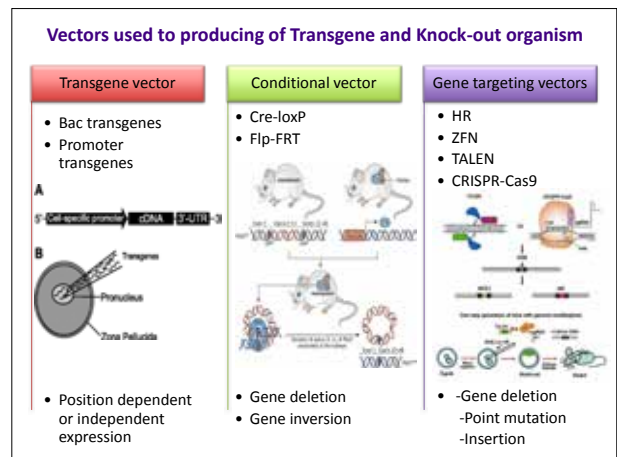 Vectors used to producing of Transgene and Knock-out organism
Transgene vector
• Bac transgenes
• Promoter
transgenes
A
5'- Cell-specific promoter cDNA 3'-UTR -3'
B
Transgenes
Pronucleus
Zona Pellucida
• Position dependent
or independent
expression
Conditional vector
• Cre-loxP
• Flp-FRT
• Gene deletion
• Gene inversion
Gene targeting vectors
• HR
• ZFN
• TALEN
• CRISPR-Cas9
• -Gene deletion
-Point mutation
-Insertion